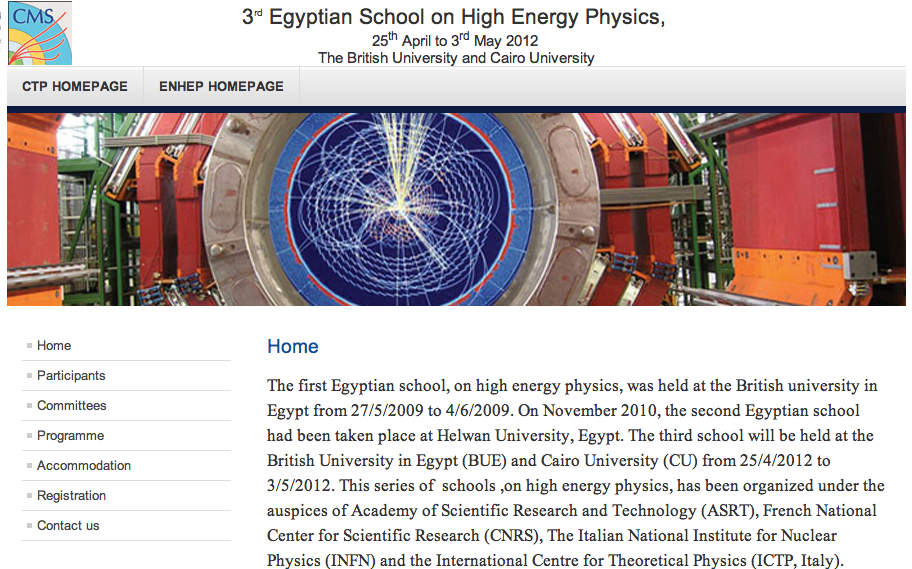 CMS
3rd Egyptian School on High Energy Physics,
25th April to 3rd May 2012
The British University and Cairo University
CTP HOMEPAGE ENHEP HOMEPAGE
Home
Participants
Committees
Programme
Accommodation
Registration
Contact us
Home
The first Egyptian school, on high energy physics, was held at the British university in
Egypt from 27/5/2009 to 4/6/2009. On November 2010, the second Egyptian school
had been taken place at Helwan University, Egypt. The third school will be held at the
British University in Egypt (BUE) and Cairo University (CU) from 25/4/2012 to
3/5/2012. This series of schools ,on high energy physics, has been organized under the
auspices of Academy of Scientific Research and Technology (ASRT), French National
Center for Scientific Research (CNRS), The Italian National Institute for Nuclear
Physics (INFN) and the International Centre for Theoretical Physics (ICTP, Italy).